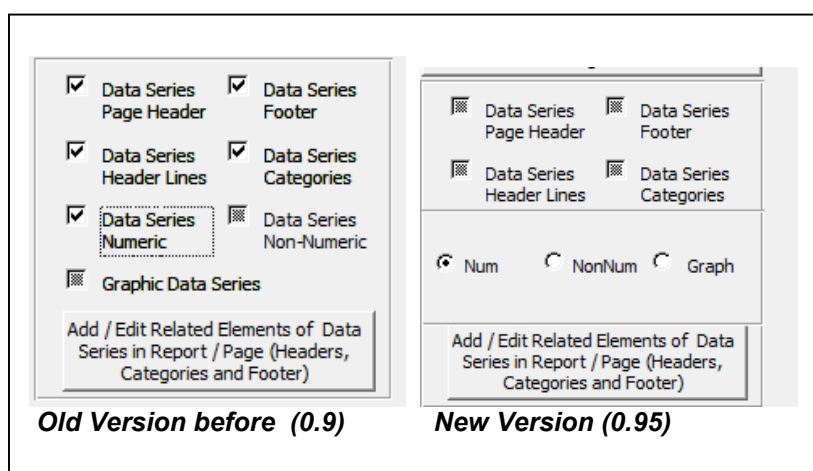 Data Series
Page Header
Data Series
Footer
Data Series
Header Lines
Data Series
Categories
Data Series
Numeric
Data Series
Non-Numeric
Graphic Data Series
Add / Edit Related Elements of Data
Series in Report / Page (Headers,
Categories and Footer)
Old Version before (0.9)
Data Series
Page Header
Data Series
Footer
Data Series
Header Lines
Data Series
Categories
Num
NonNum
Graph
Add / Edit Related Elements of Data
Series in Report / Page (Headers,
Categories and Footer)
New Version (0.95)